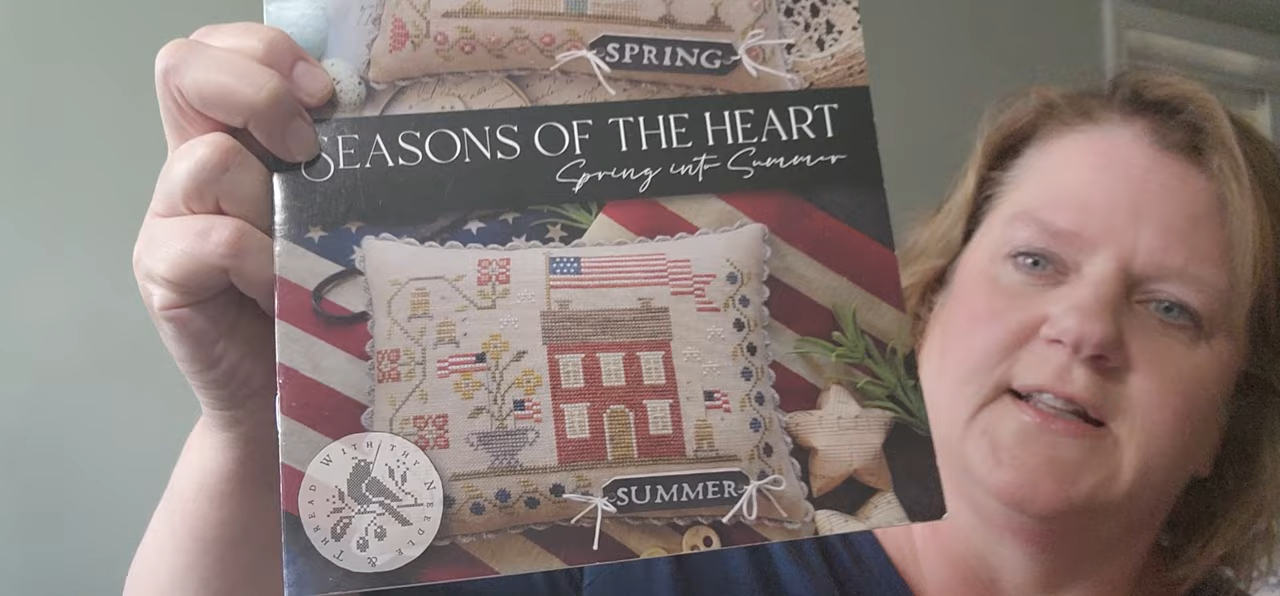 SPRING
SEASONS OF THE HEART
Spring into Summer
SUMMER
WITH THY NEEDLE & THREAD